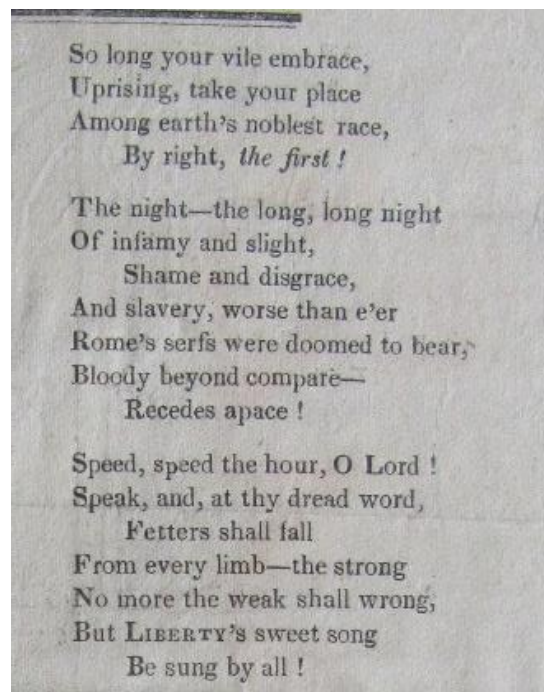 So long your vile embrace,
Uprising, take your place
Among earth's noblest race,
By right, the first !
The night—the long, long night
Of infamy and slight,
Shame and disgrace,
And slavery, worse than e'er
Rome's serfs were doomed to bear,
Bloody beyond compare—
Recedes apace !
Speed, speed the hour, O Lord !
Speak, and, at thy dread word,
Fetters shall fall
From every limb—the strong
No more the weak shall wrong,
But LIBERTY's sweet song
Be sung by all !